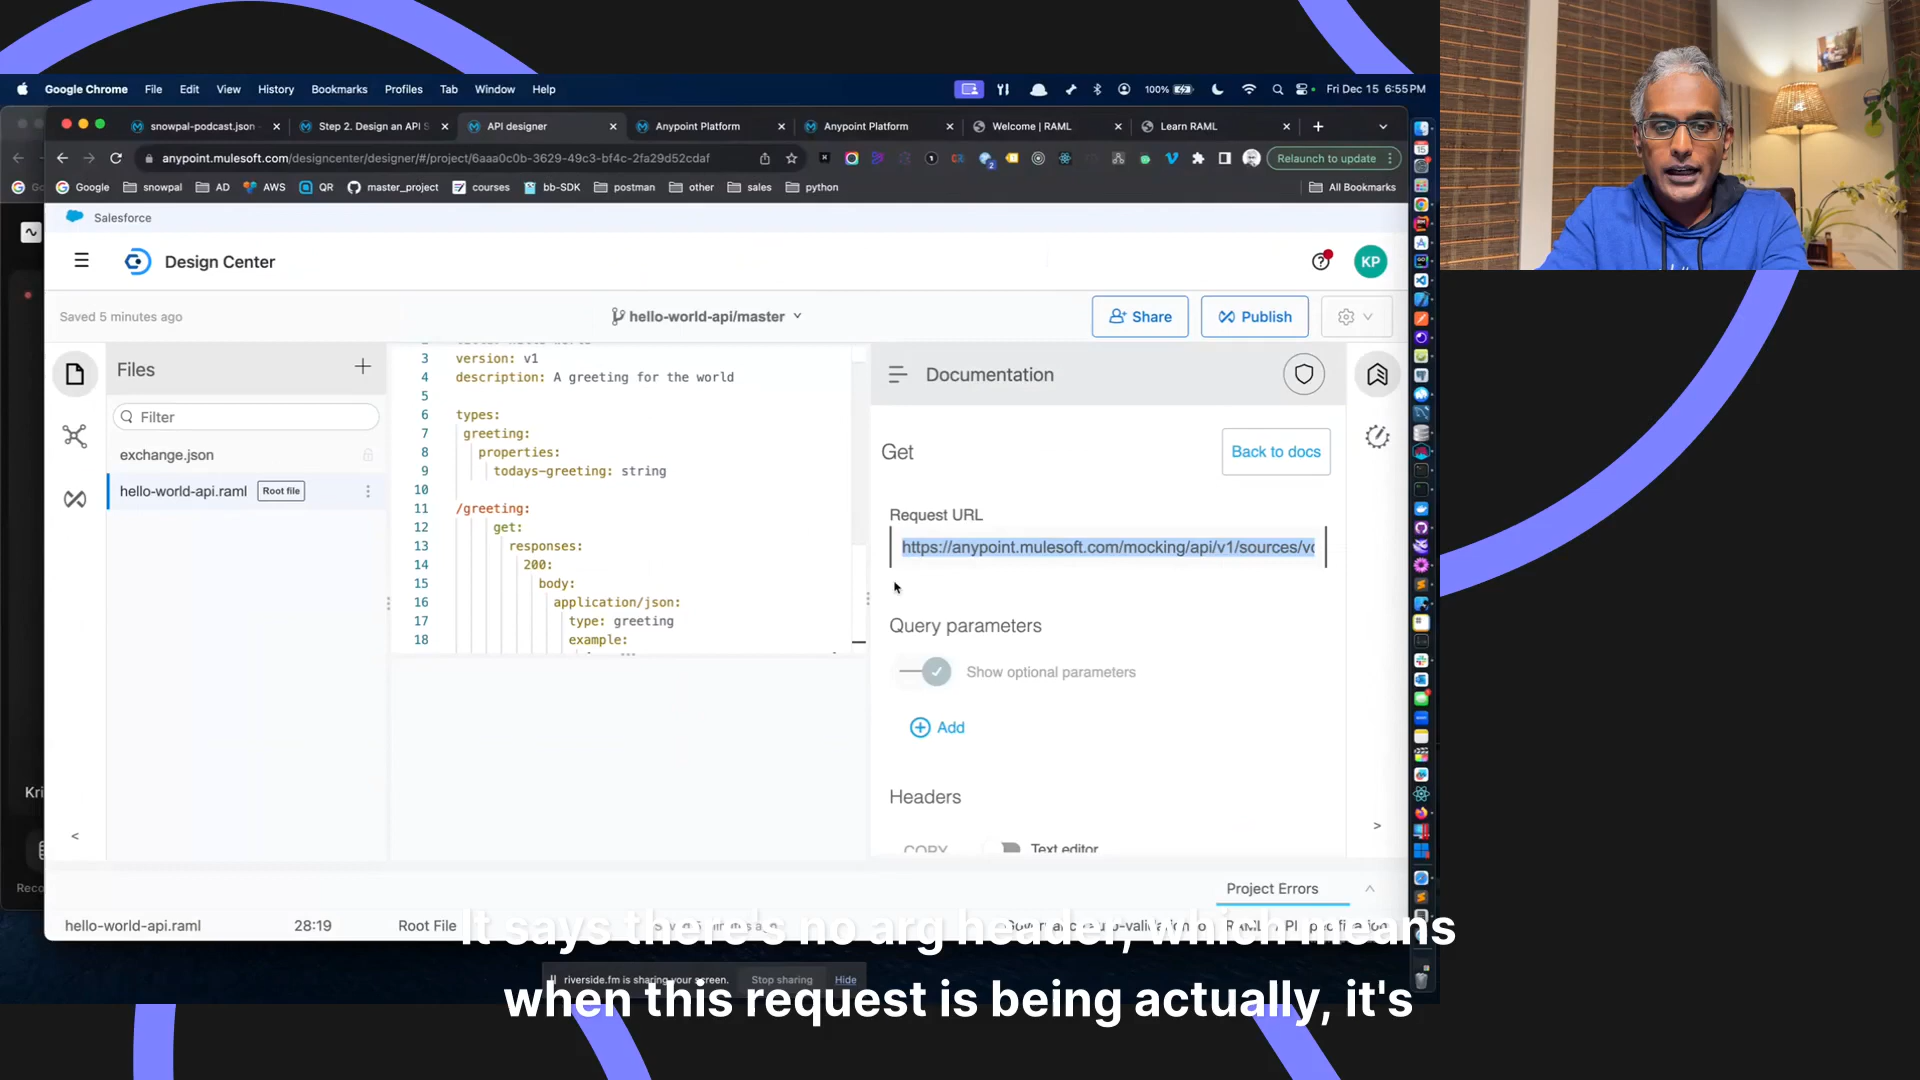 Google Chrome File Edit View History Bookmarks Profiles Tab Window Help 100% Fri Dec 15 6:55PM
snowpal-podcast.json Step 2. Design an API S API designer Anypoint Platform Anypoint Platform Welcome | RAML Learn RAML
anypoint.mulesoft.com/designcenter/designer/#/project/6aaa0c0b-3629-49c3-bf4c-2fa29d52cdaf Relaunch to update
Google snowpal AD AWS QR master_project courses bb-SDK postman other sales python All Bookmarks
Salesforce
Design Center
KP
Saved 5 minutes ago
hello-world-api/master
Share
Publish
Files
Filter
exchange.json
hello-world-api.raml Root file
3 version: v1
4 description: A greeting for the world
5
6 types:
7 greeting:
8 properties:
9 todays-greeting: string
10
11 /greeting:
12 get:
13 responses:
14 200:
15 body:
16 application/json:
17 type: greeting
18 example:
Documentation
Get
Back to docs
Request URL
https://anypoint.mulesoft.com/mocking/api/v1/sources/
Query parameters
Show optional parameters
Add
Headers
COPY Text editor
Project Errors
hello-world-api.raml 28:19 Root File
It says there's no arg header, which means
when this request is being actually, it's
riverside.fm is sharing your screen. Stop sharing Hide